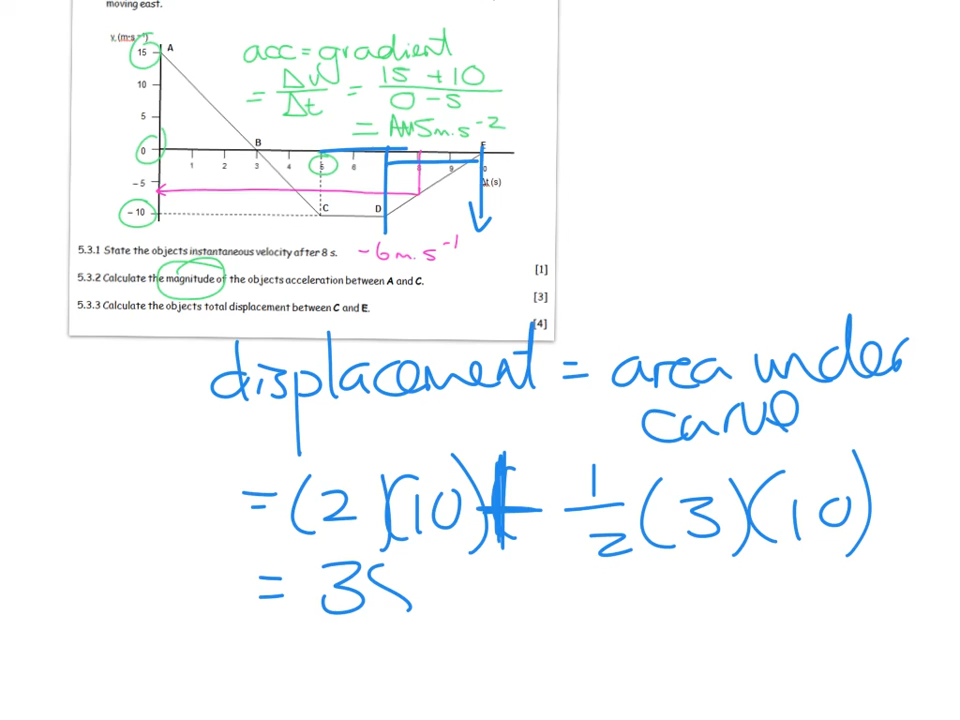 moving east.
v (m·s⁻¹)
15 A
acc = gradient
10
= Δv/Δt = 15 + 10 / 0 - 5
5
= 5 m.s⁻²
0 B E
1 2 3 4 5 6 8 9 0
-5 Δt (s)
-10 C D
5.3.1 State the objects instantaneous velocity after 8 s. -6 m.s⁻¹
[1]
5.3.2 Calculate the magnitude of the objects acceleration between A and C.
[3]
5.3.3 Calculate the objects total displacement between C and E.
[4]
displacement = area under
curve
= (2)(10) + 1/2 (3)(10)
= 35